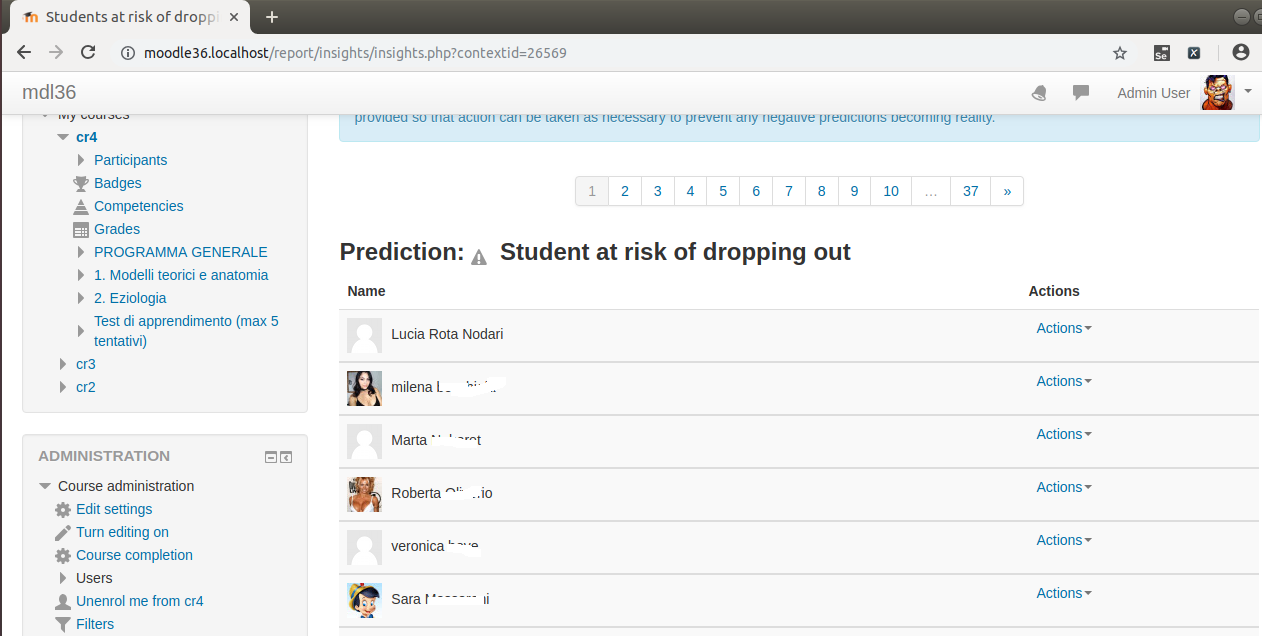 Students at risk of droppi
moodle36.localhost/report/insights/insights.php?contextid=26569
Se
X
mdl36
Admin User
My courses
cr4
Participants
Badges
Competencies
Grades
PROGRAMMA GENERALE
1. Modelli teorici e anatomia
2. Eziologia
Test di apprendimento (max 5
tentativi)
cr3
cr2
ADMINISTRATION
Course administration
Edit settings
Turn editing on
Course completion
Users
Unenrol me from cr4
Filters
provided so that action can be taken as necessary to prevent any negative predictions becoming reality.
1 2 3 4 5 6 7 8 9 10 ... 37 »
Prediction: Student at risk of dropping out
Name Actions
Lucia Rota Nodari Actions
milena Actions
Marta Actions
Roberta Actions
veronica Actions
Sara Actions